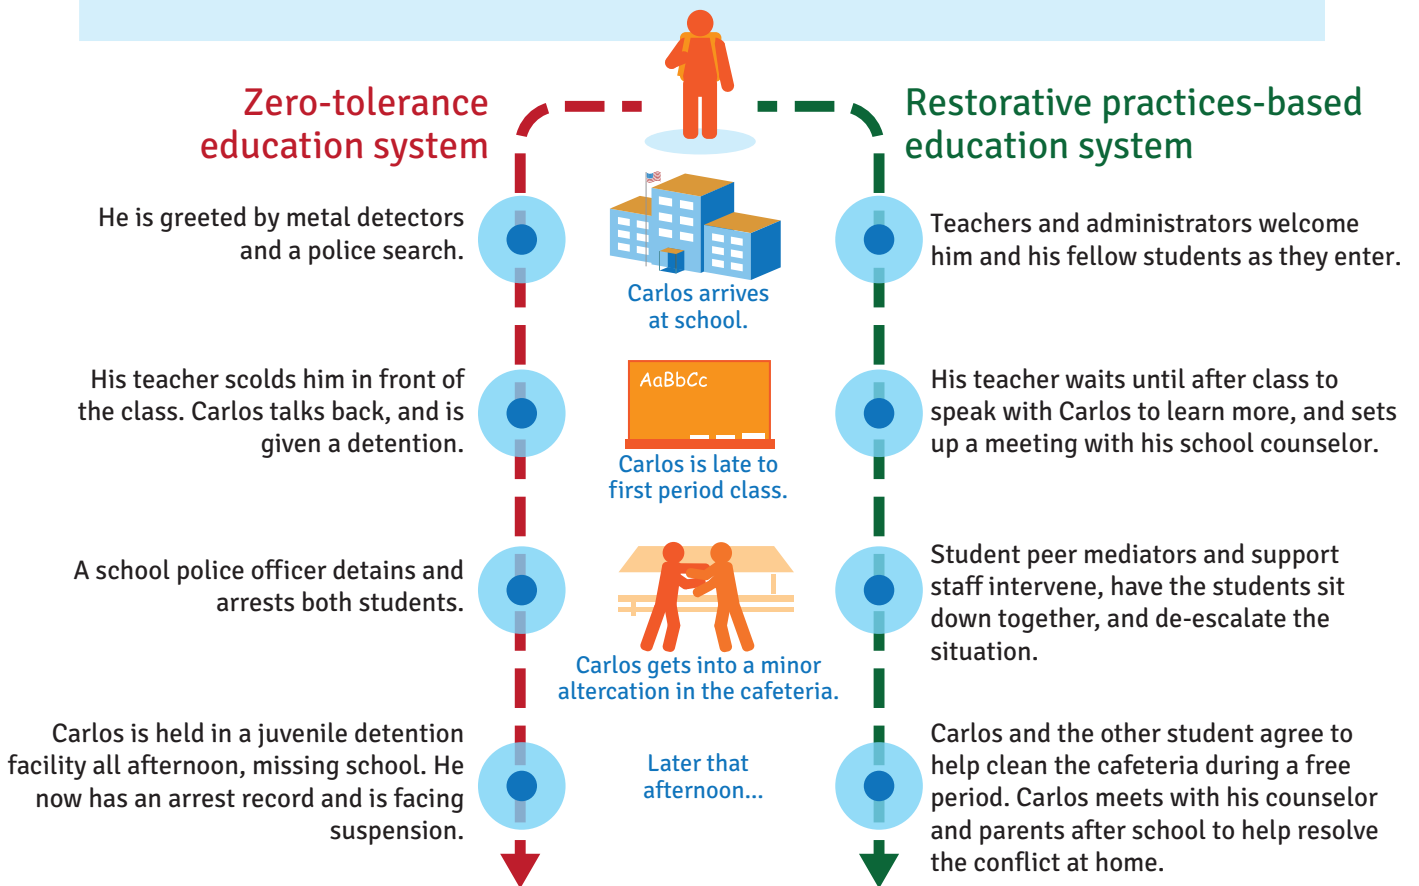 Zero-tolerance
education system
Restorative practices-based
education system
He is greeted by metal detectors
and a police search.
Carlos arrives
at school.
Teachers and administrators welcome
him and his fellow students as they enter.
His teacher scolds him in front of
the class. Carlos talks back, and is
given a detention.
AaBbCc
Carlos is late to
first period class.
His teacher waits until after class to
speak with Carlos to learn more, and sets
up a meeting with his school counselor.
A school police officer detains and
arrests both students.
Carlos gets into a minor
altercation in the cafeteria.
Student peer mediators and support
staff intervene, have the students sit
down together, and de-escalate the
situation.
Carlos is held in a juvenile detention
facility all afternoon, missing school. He
now has an arrest record and is facing
suspension.
Later that
afternoon...
Carlos and the other student agree to
help clean the cafeteria during a free
period. Carlos meets with his counselor
and parents after school to help resolve
the conflict at home.